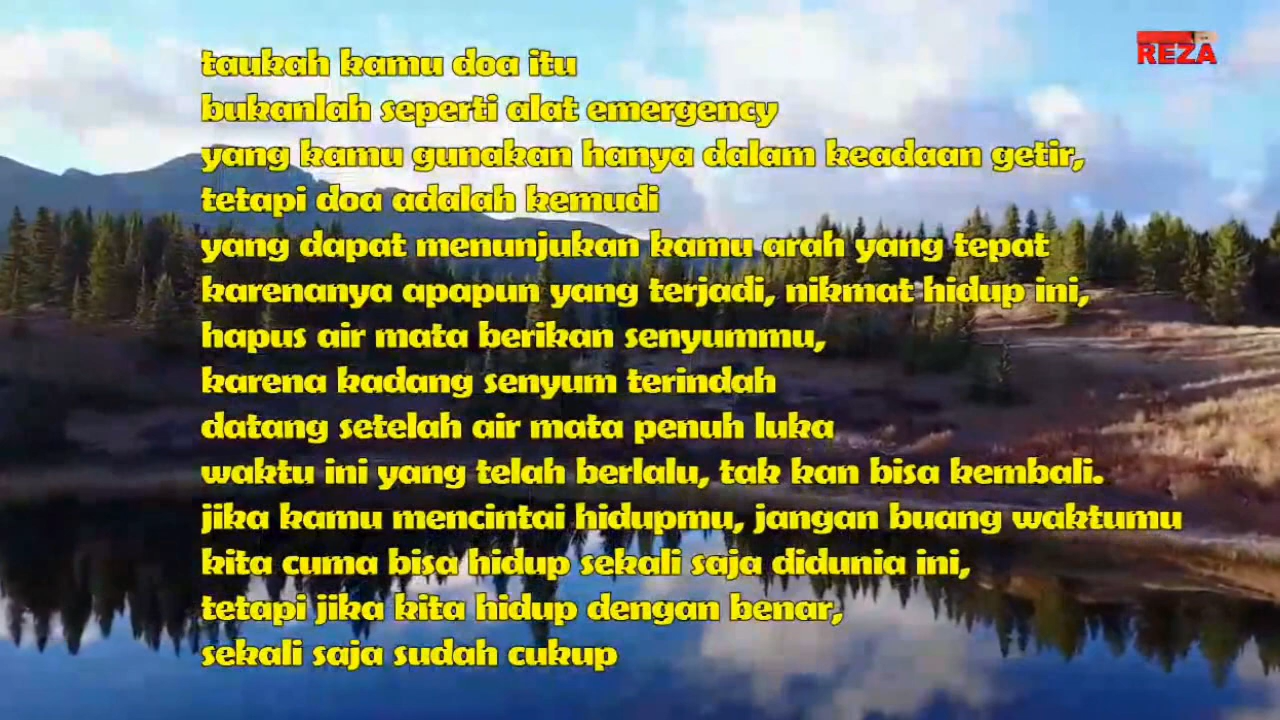 taukah kamu doa itu
REZA
bukanlah seperti alat emergency
yang kamu gunakan hanya dalam keadaan getir,
tetapi doa adalah kemudi
yang dapat menunjukan kamu arah yang tepat
karenanya apapun yang terjadi, nikmat hidup ini,
hapus air mata berikan senyummu,
karena kadang senyum terindah
datang setelah air mata penuh luka
waktu ini yang telah berlalu, tak kan bisa kembali.
jika kamu mencintai hidupmu, jangan buang waktumu
kita cuma bisa hidup sekali saja didunia ini,
tetapi jika kita hidup dengan benar,
sekali saja sudah cukup